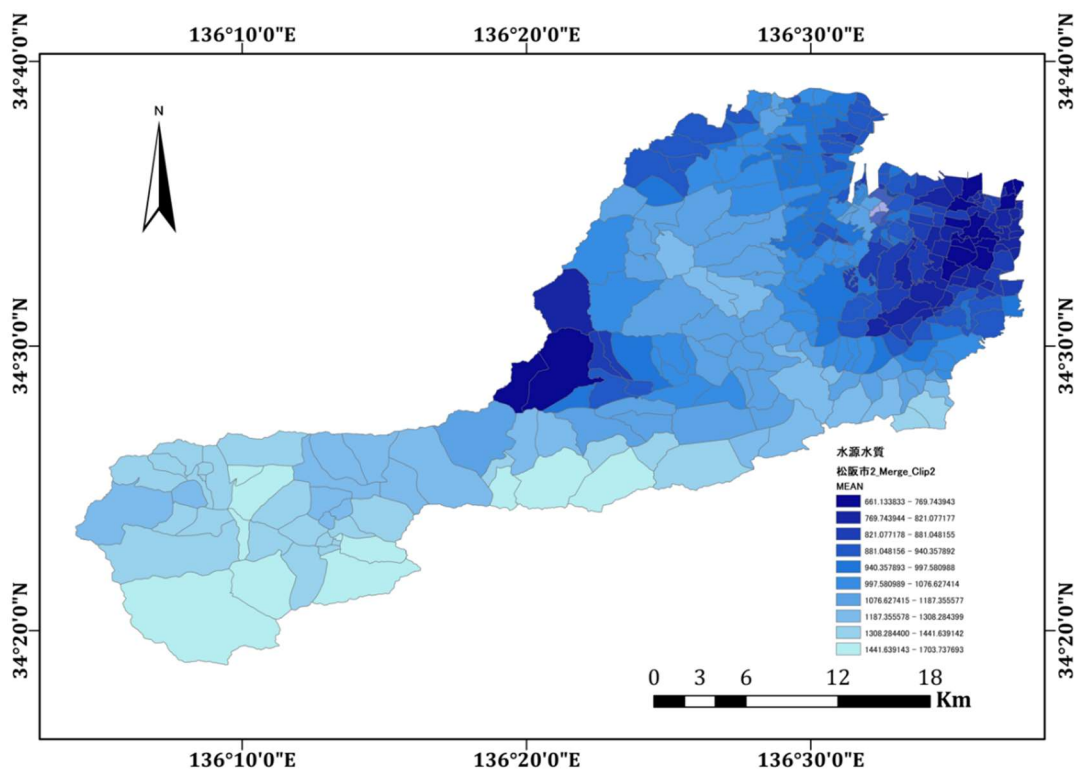 136°10'0"E 136°20'0"E 136°30'0"E
34°40'0"N
34°40'0"N
N
34°30'0"N
34°30'0"N
水源水質
松阪市2_Merge_Clip2
MEAN
661.133833 - 769.743943
769.743944 - 821.077177
821.077178 - 881.048155
881.048156 - 940.357892
940.357893 - 997.580988
997.580989 - 1076.627414
1076.627415 - 1187.355577
1187.355578 - 1308.284399
1308.284400 - 1441.639142
1441.639143 - 1703.737693
34°20'0"N
34°20'0"N
0 3 6 12 18
Km
136°10'0"E 136°20'0"E 136°30'0"E